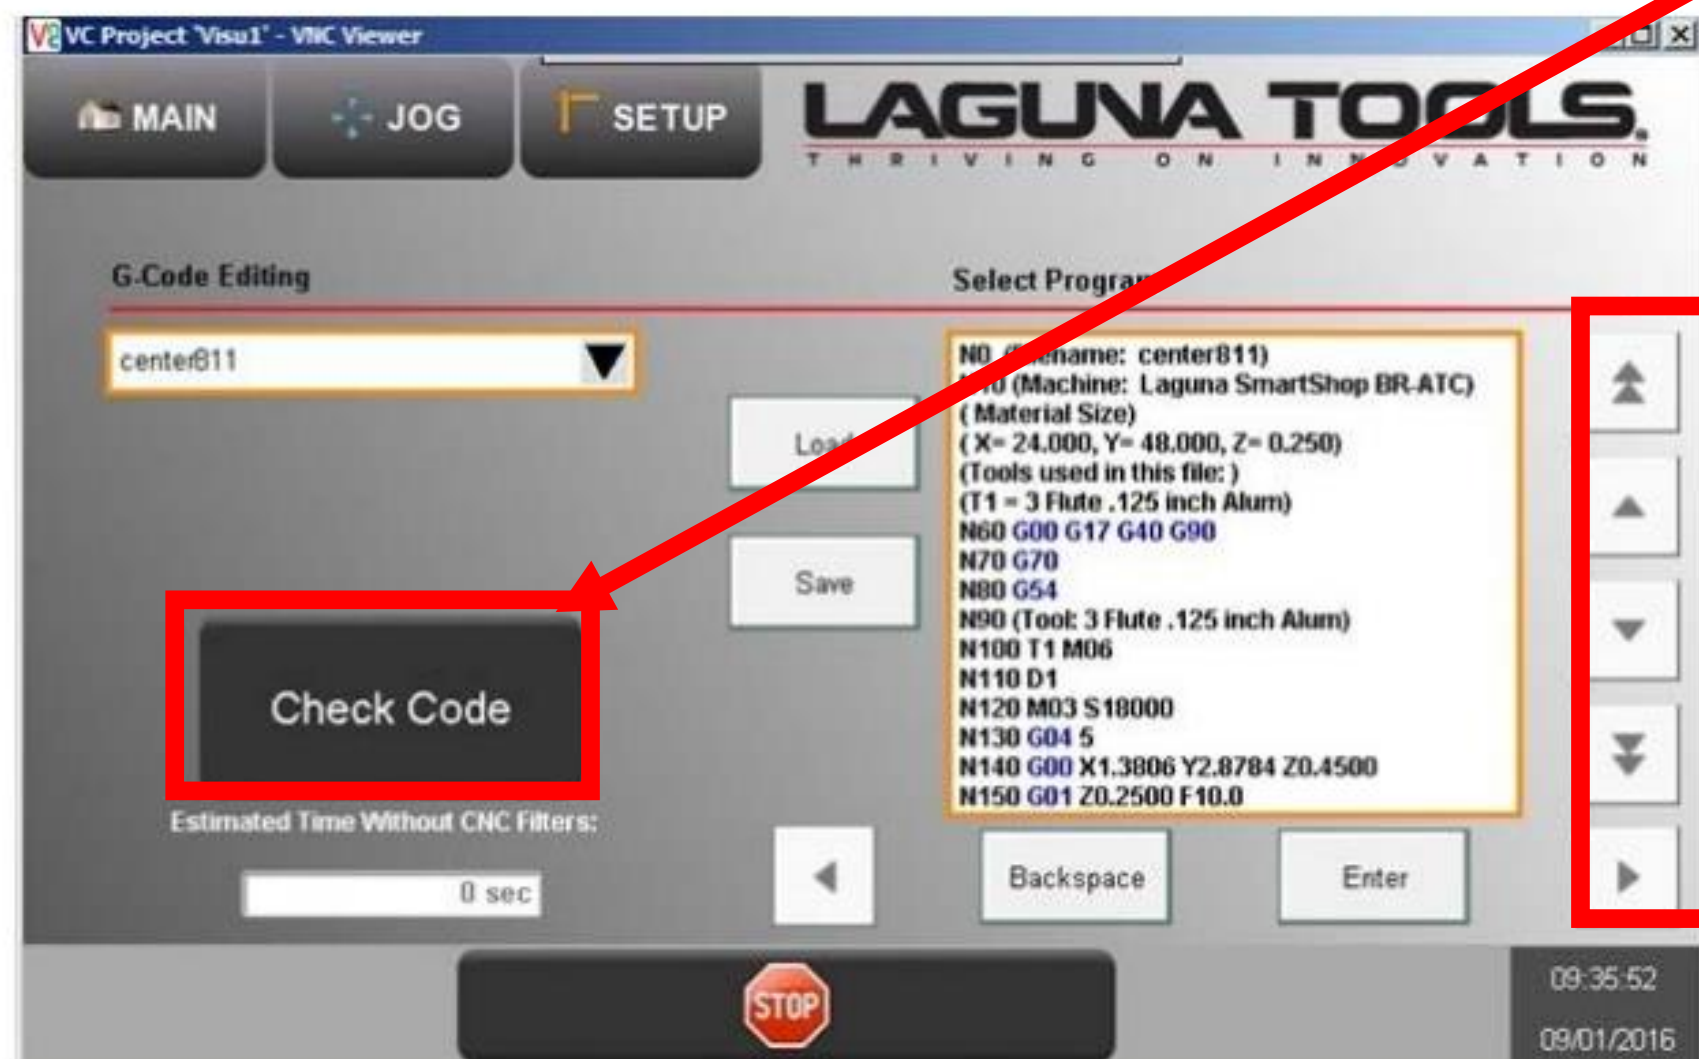 VC Project "Visu1" - VNC Viewer
MAIN
JOG
SETUP
LAGUNA TOOLS
THRIVING ON INNOVATION
G-Code Editing
Select Program
center811
Load
Save
N0 (Filename: center811)
N10 (Machine: Laguna SmartShop BR-ATC)
( Material Size)
( X= 24.000, Y= 48.000, Z= 0.250)
(Tools used in this file: )
(T1 = 3 Flute .125 inch Alum)
N60 G00 G17 G40 G90
N70 G70
N80 G54
N90 (Tool: 3 Flute .125 inch Alum)
N100 T1 M06
N110 D1
N120 M03 S18000
N130 G04 5
N140 G00 X1.3806 Y2.8784 Z0.4500
N150 G01 Z0.2500 F10.0
Check Code
Estimated Time Without CNC Filters:
0 sec
Backspace
Enter
STOP
09:35:52
09/01/2016